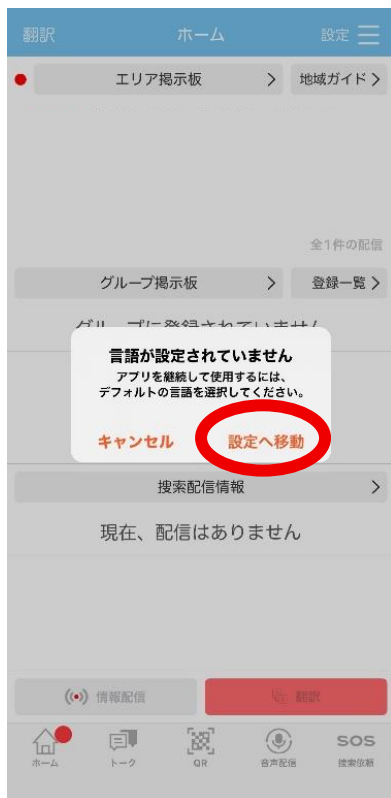 翻訳 ホーム 設定
エリア掲示板 > 地域ガイド >
全1件の配信
グループ掲示板 > 登録一覧 >
グループに登録されていません
言語が設定されていません
アプリを継続して使用するには、
デフォルトの言語を選択してください。
キャンセル 設定へ移動
捜索配信情報 >
現在、配信はありません
情報配信 翻訳
ホーム トーク QR 音声配信 SOS 捜索依頼